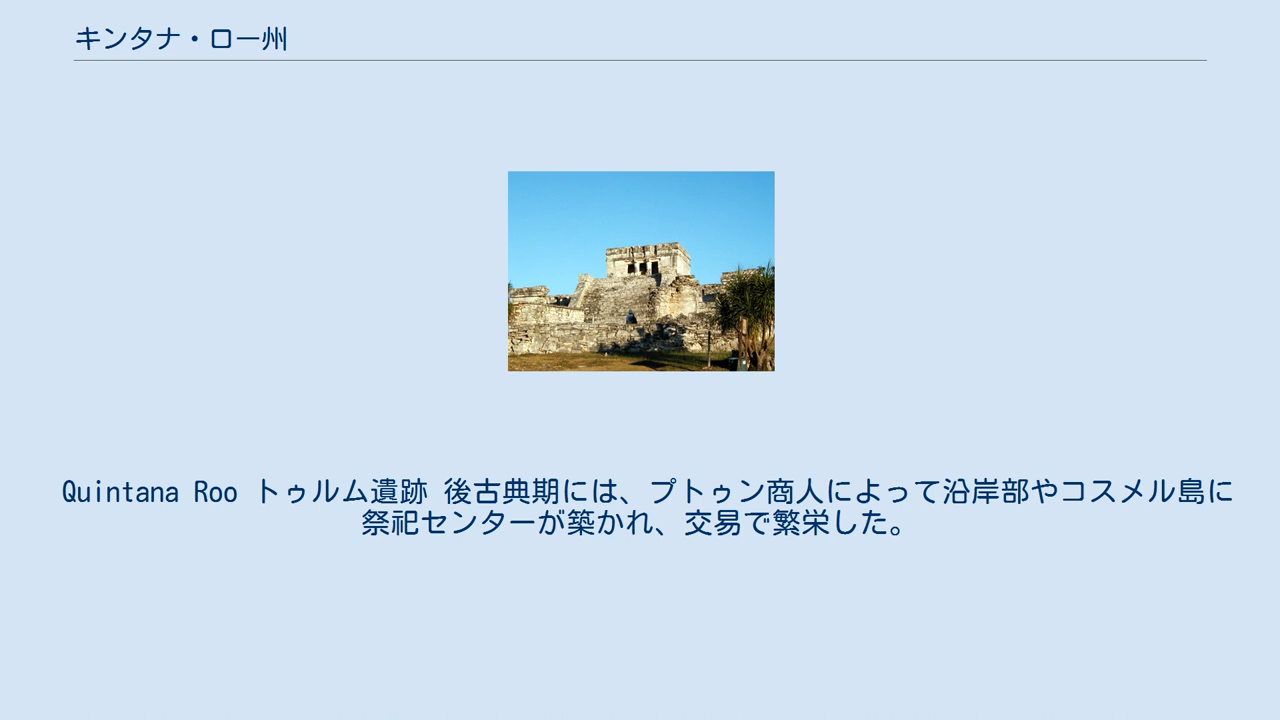 キンタナ・ロー州
Quintana Roo トゥルム遺跡 後古典期には、プトゥン商人によって沿岸部やコスメル島に
祭祀センターが築かれ、交易で繁栄した。